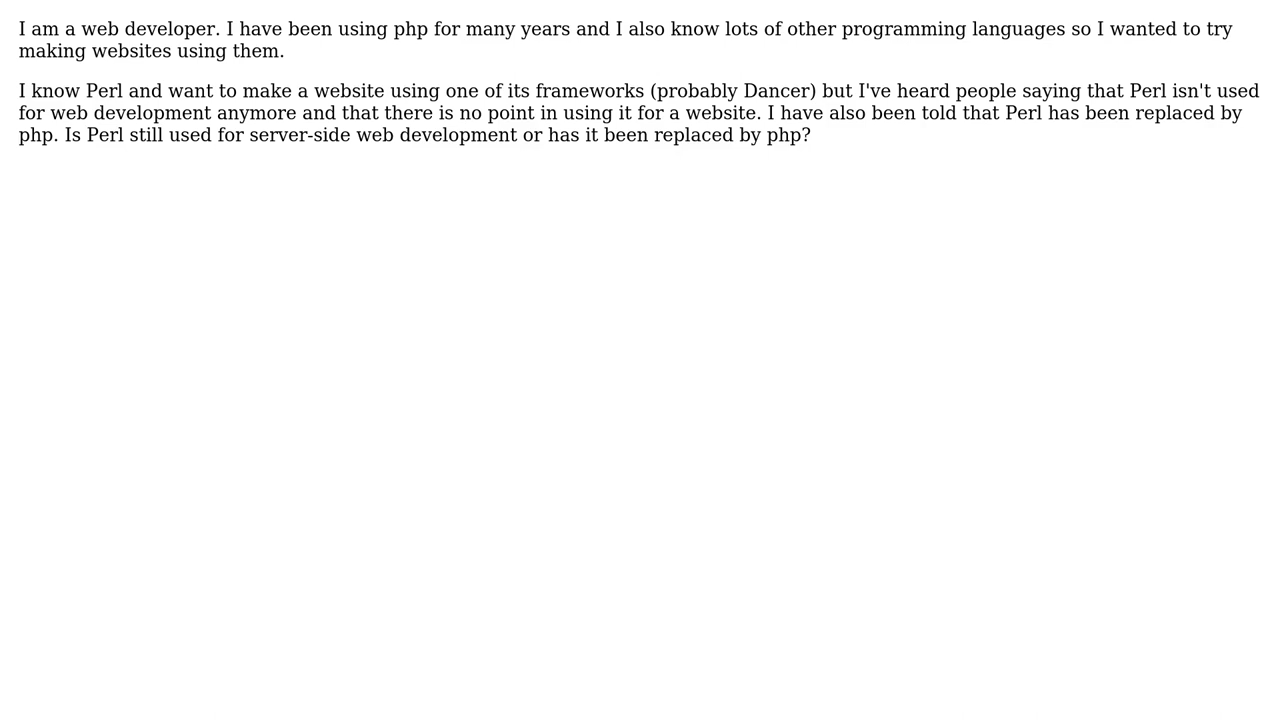 I am a web developer. I have been using php for many years and I also know lots of other programming languages so I wanted to try
making websites using them.
I know Perl and want to make a website using one of its frameworks (probably Dancer) but I've heard people saying that Perl isn't used
for web development anymore and that there is no point in using it for a website. I have also been told that Perl has been replaced by
php. Is Perl still used for server-side web development or has it been replaced by php?